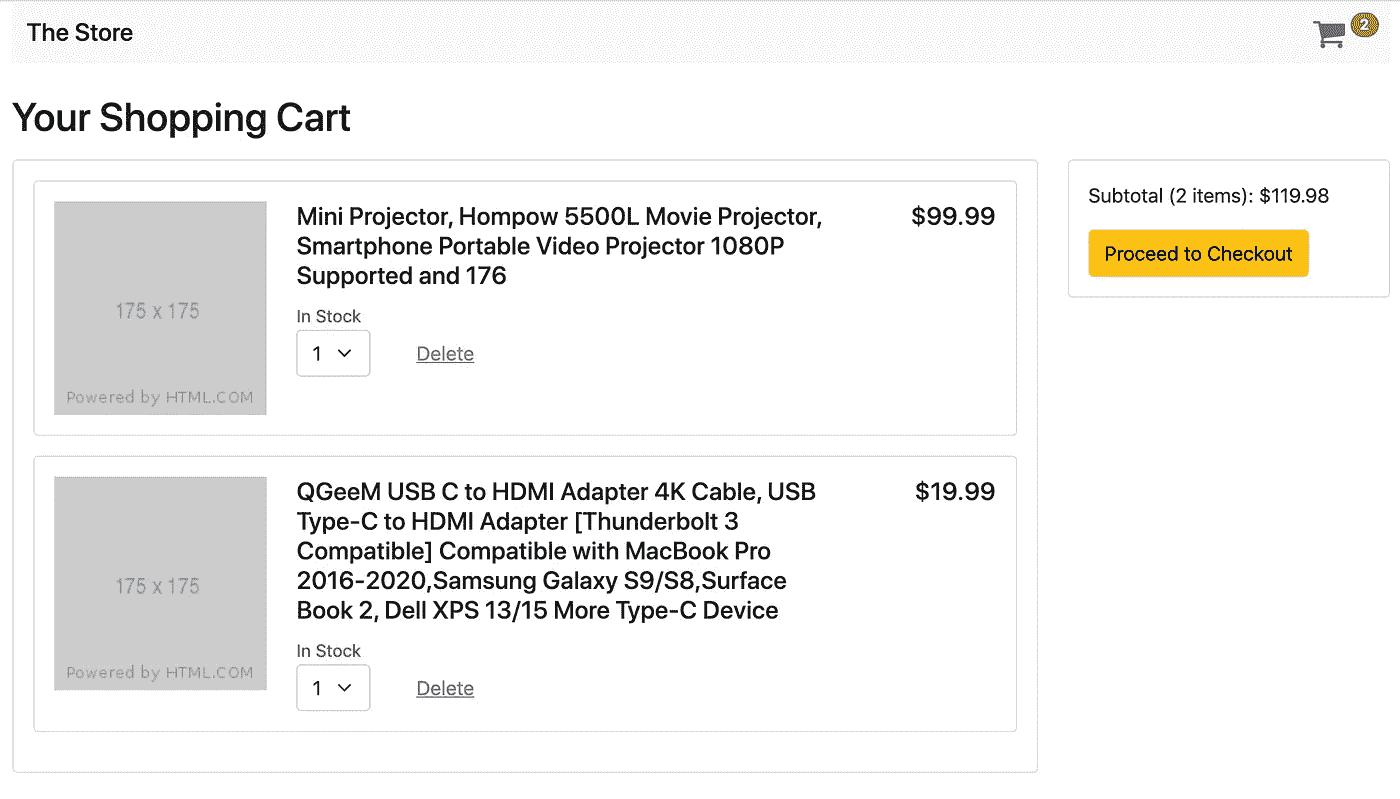 The Store
2
Your Shopping Cart
175 x 175
Powered by HTML.COM
Mini Projector, Hompow 5500L Movie Projector,
Smartphone Portable Video Projector 1080P
Supported and 176
$99.99
In Stock
1
Delete
175 x 175
Powered by HTML.COM
QGeeM USB C to HDMI Adapter 4K Cable, USB
Type-C to HDMI Adapter [Thunderbolt 3
Compatible] Compatible with MacBook Pro
2016-2020,Samsung Galaxy S9/S8,Surface
Book 2, Dell XPS 13/15 More Type-C Device
$19.99
In Stock
1
Delete
Subtotal (2 items): $119.98
Proceed to Checkout